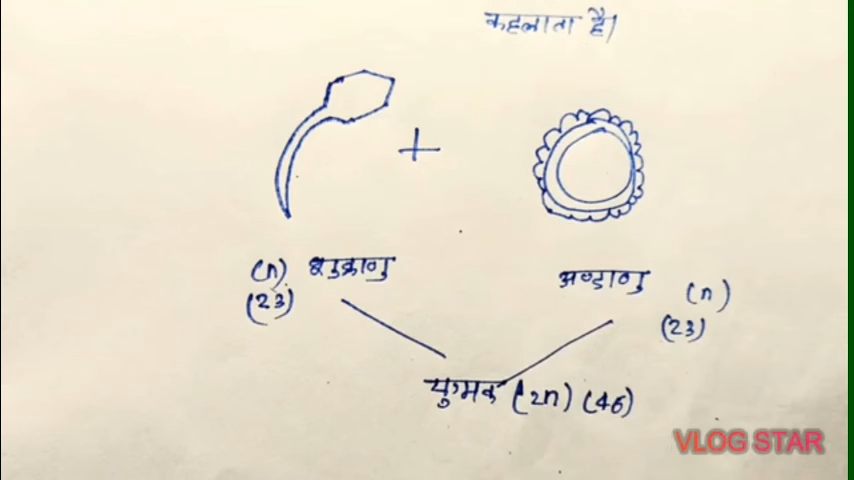 कहलाता है।
+
(n) शुक्राणु
(23)
अण्डाणु (n)
(23)
युग्मक (2n) (46)
VLOG STAR